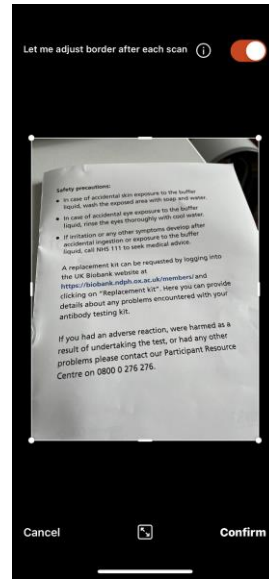 Let me adjust border after each scan
Safety precautions:
• In case of accidental skin exposure to the buffer
liquid, wash the exposed area with soap and water.
• In case of accidental eye exposure to the buffer
liquid, rinse the eyes thoroughly with cool water.
• If irritation or any other symptoms develop after
accidental ingestion or exposure to the buffer
liquid, call NHS 111 to seek medical advice.
A replacement kit can be requested by logging into
the UK Biobank website at
https://biobank.ndph.ox.ac.uk/members/ and
clicking on "Replacement kit". Here you can provide
details about any problems encountered with your
antibody testing kit.
If you had an adverse reaction, were harmed as a
result of undertaking the test, or had any other
problems please contact our Participant Resource
Centre on 0800 0 276 276.
Cancel
Confirm